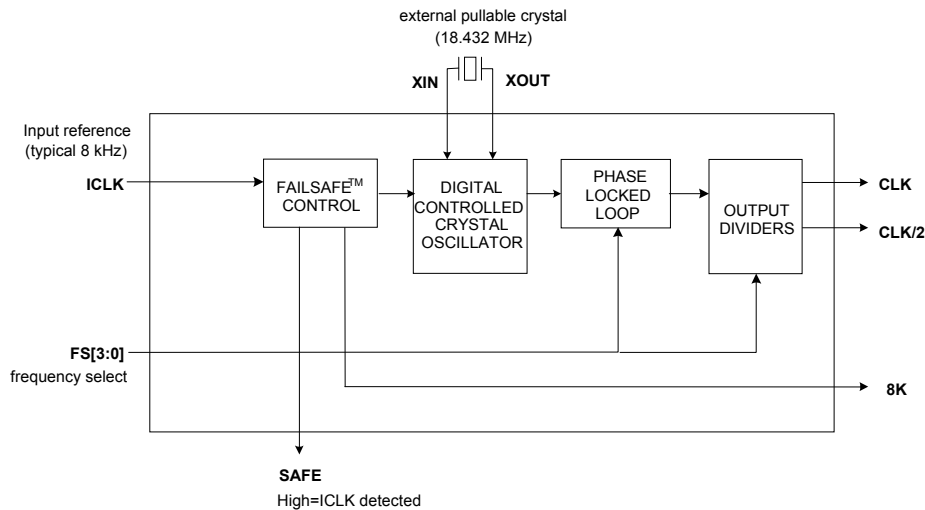 external pullable crystal
(18.432 MHz)
XIN
XOUT
Input reference
(typical 8 kHz)
ICLK
FAILSAFE™
CONTROL
DIGITAL
CONTROLLED
CRYSTAL
OSCILLATOR
PHASE
LOCKED
LOOP
OUTPUT
DIVIDERS
CLK
CLK/2
FS[3:0]
frequency select
8K
SAFE
High=ICLK detected